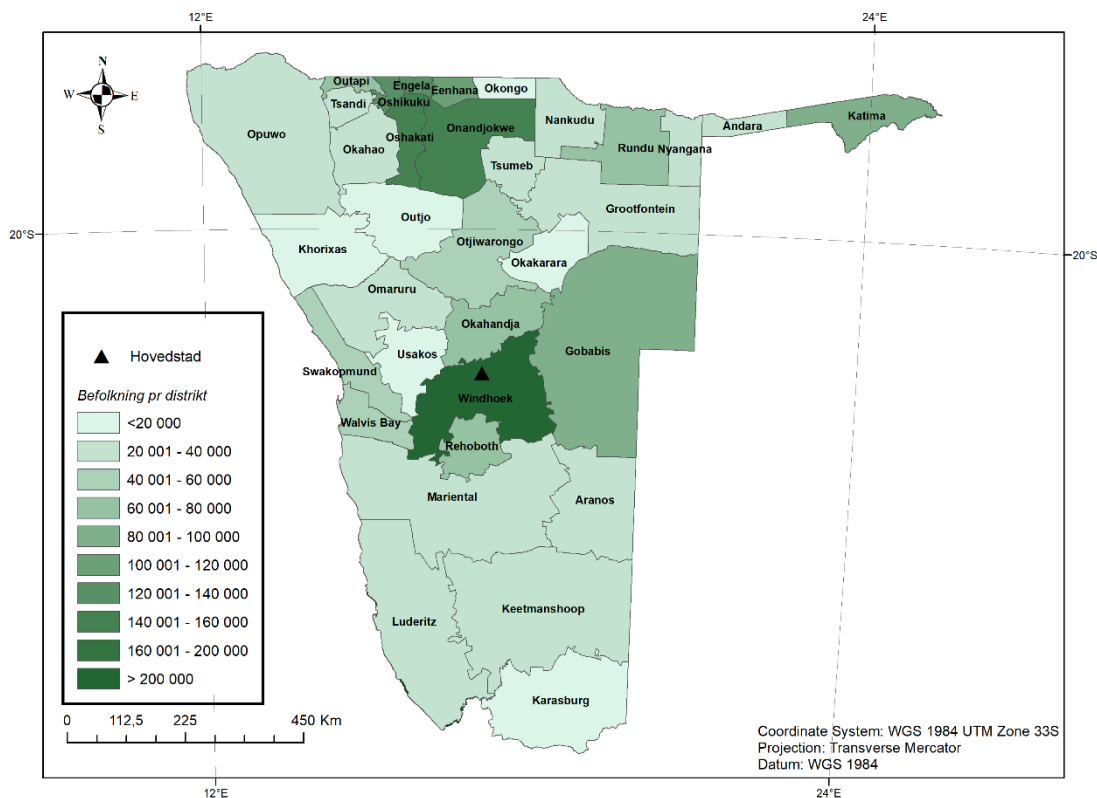 12°E
24°E
N
W
E
S
Outapi
Engela
Eenhana
Okongo
Tsandi
Oshikuku
Opuwo
Oshakati
Onandjokwe
Nankudu
Andara
Katima
Okahao
Tsumeb
Rundu
Nyangana
Outjo
Grootfontein
20°S
Otjiwarongo
20°S
Khorixas
Okakarara
Omaruru
Okahandja
Usakos
Gobabis
Swakopmund
Windhoek
Walvis Bay
Rehoboth
Mariental
Aranos
Keetmanshoop
Luderitz
Karasburg
Hovedstad
Befolkning pr distrikt
<20 000
20 001 - 40 000
40 001 - 60 000
60 001 - 80 000
80 001 - 100 000
100 001 - 120 000
120 001 - 140 000
140 001 - 160 000
160 001 - 200 000
> 200 000
0 112,5 225 450 Km
Coordinate System: WGS 1984 UTM Zone 33S
Projection: Transverse Mercator
Datum: WGS 1984
12°E
24°E